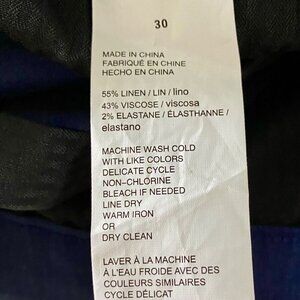 30
MADE IN CHINA
FABRIQUÉ EN CHINE
HECHO EN CHINA
55% LINEN / LIN / lino
43% VISCOSE / viscosa
2% ELASTANE / ÉLASTHANNE /
elastano
MACHINE WASH COLD
WITH LIKE COLORS
DELICATE CYCLE
NON-CHLORINE
BLEACH IF NEEDED
LINE DRY
WARM IRON
OR
DRY CLEAN
LAVER À LA MACHINE
À L'EAU FROIDE AVEC DES
COULEURS SIMILAIRES
CYCLE DÉLICAT